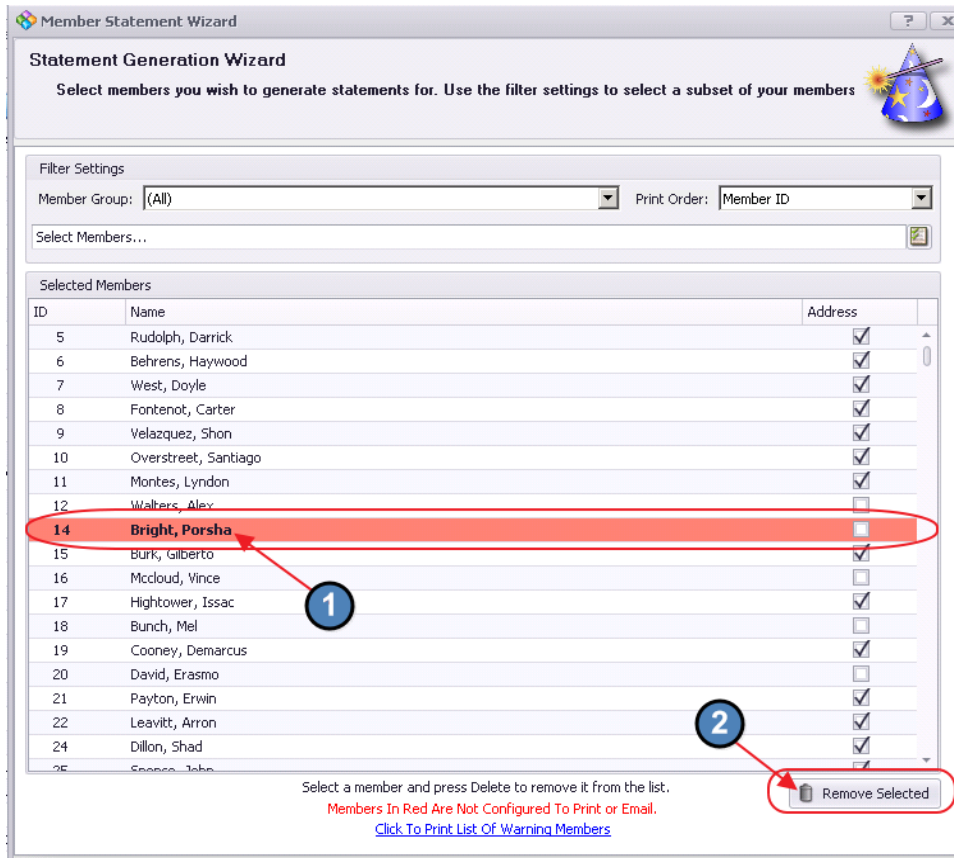 Member Statement Wizard
Statement Generation Wizard
Select members you wish to generate statements for. Use the filter settings to select a subset of your members
Filter Settings
Member Group: (All) Print Order: Member ID
Select Members...
Selected Members
ID Name Address
5 Rudolph, Darrick
6 Behrens, Haywood
7 West, Doyle
8 Fontenot, Carter
9 Velazquez, Shon
10 Overstreet, Santiago
11 Montes, Lyndon
12 Walters, Alex
14 Bright, Porsha
15 Burk, Gilberto
16 Mccloud, Vince
1
17 Hightower, Issac
18 Bunch, Mel
19 Cooney, Demarcus
20 David, Erasmo
21 Payton, Erwin
22 Leavitt, Arron
2
24 Dillon, Shad
25 Spence, John
Select a member and press Delete to remove it from the list.
Remove Selected
Members In Red Are Not Configured To Print or Email.
Click To Print List Of Warning Members